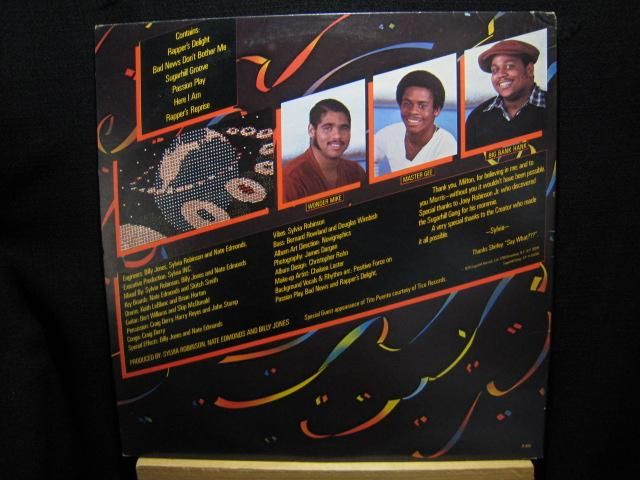 Contains:
Rapper's Delight
Bad News Don't Bother Me
Sugarhill Groove
Passion Play
Here I Am
Rapper's Reprise
WONDER MIKE
MASTER GEE
BIG BANK HANK
Engineers: Billy Jones, Sylvia Robinson and Nate Edmonds
Executive Production: Sylvia INC.
Mixed By: Sylvia Robinson, Billy Jones and Nate Edmonds
Key Boards: Nate Edmonds and Skitch Smith
Drums: Keith LeBlanc and Brian Horton
Guitar: Bert Williams and Skip McDonald
Percussion: Craig Derry, Harry Reyes and John Stump
Conga: Craig Derry
Special Effects: Billy Jones and Nate Edmonds
Vibes: Sylvia Robinson
Bass: Bernard Rowland and Douglas Wimbish
Album Art Direction: Novagraphics
Photography: James Dargan
Album Design: Christopher Rohn
Make-up Artist: Chelsea Laster
Background Vocals & Rhythm arr.: Positive Force on
Passion Play, Bad News and Rapper's Delight.
Thank you, Milton, for believing in me, and to
you Morris—without you it wouldn't have been possible.
Special thanks to Joey Robinson Jr. who discovered
the Sugarhill Gang for his mommie.
A very special thanks to the Creator who made
it all possible.
—Sylvia—
Thanks Shirley "Say What???"
Special Guest appearance of Tito Puente courtesy of Tico Records.
PRODUCED BY: SYLVIA ROBINSON, NATE EDMONDS AND BILLY JONES